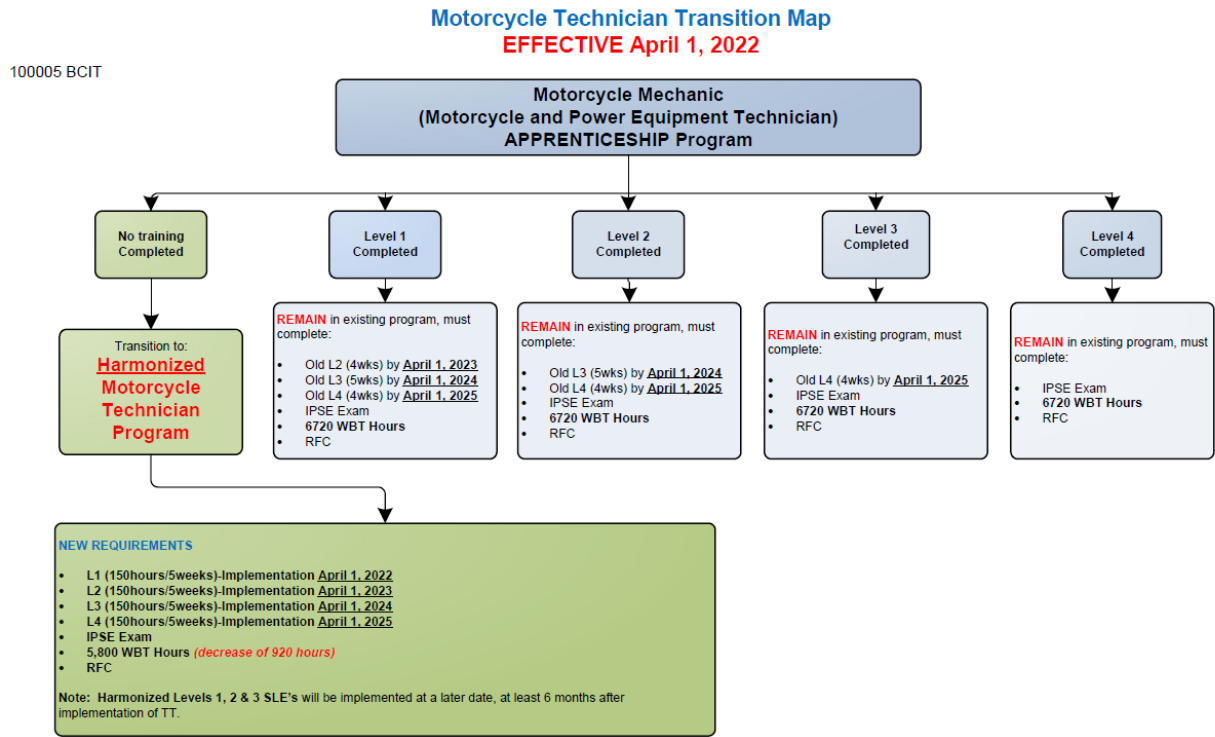 Motorcycle Technician Transition Map
EFFECTIVE April 1, 2022
100005 BCIT
Motorcycle Mechanic
(Motorcycle and Power Equipment Technician)
APPRENTICESHIP Program
No training
Completed
Level 1
Completed
Level 2
Completed
Level 3
Completed
Level 4
Completed
Transition to:
Harmonized
Motorcycle
Technician
Program
REMAIN in existing program, must
complete:
• Old L2 (4wks) by April 1, 2023
• Old L3 (5wks) by April 1, 2024
• Old L4 (4wks) by April 1, 2025
• IPSE Exam
• 6720 WBT Hours
• RFC
REMAIN in existing program, must
complete:
• Old L3 (5wks) by April 1, 2024
• Old L4 (4wks) by April 1, 2025
• IPSE Exam
• 6720 WBT Hours
• RFC
REMAIN in existing program, must
complete:
• Old L4 (4wks) by April 1, 2025
• IPSE Exam
• 6720 WBT Hours
• RFC
REMAIN in existing program, must
complete:
• IPSE Exam
• 6720 WBT Hours
• RFC
NEW REQUIREMENTS
• L1 (150hours/5weeks)-Implementation April 1, 2022
• L2 (150hours/5weeks)-Implementation April 1, 2023
• L3 (150hours/5weeks)-Implementation April 1, 2024
• L4 (150hours/5weeks)-Implementation April 1, 2025
• IPSE Exam
• 5,800 WBT Hours (decrease of 920 hours)
• RFC
Note: Harmonized Levels 1, 2 & 3 SLE's will be implemented at a later date, at least 6 months after
implementation of TT.